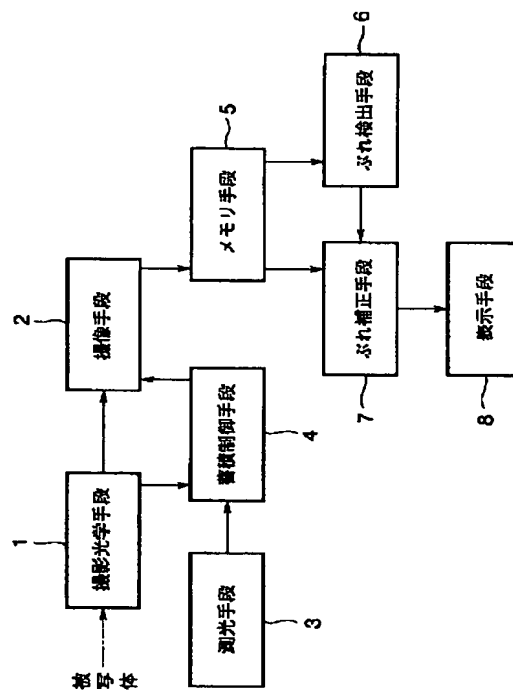 被写体
1
撮影光学手段
2
撮像手段
3
測光手段
4
蓄積制御手段
5
メモリ手段
6
ぶれ検出手段
7
ぶれ補正手段
8
表示手段